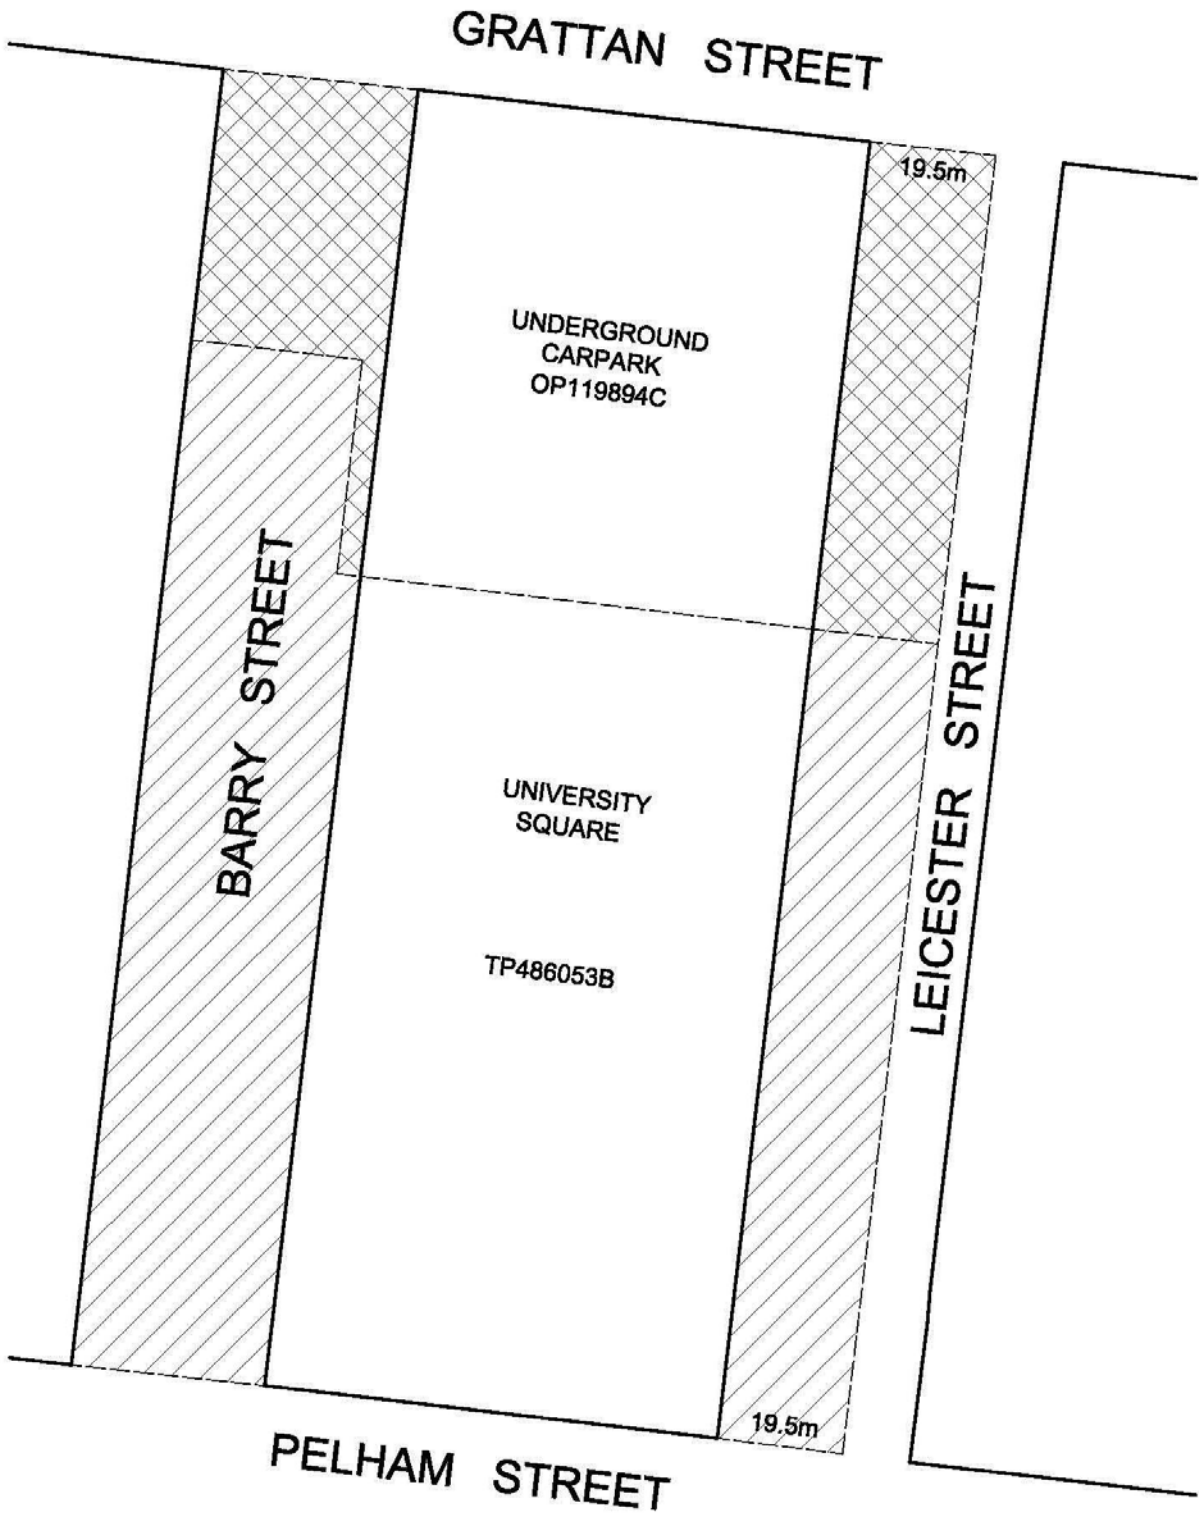 GRATTAN STREET
19.5m
UNDERGROUND
CARPARK
OP119894C
BARRY STREET
LEICESTER STREET
UNIVERSITY
SQUARE
TP486053B
19.5m
PELHAM STREET